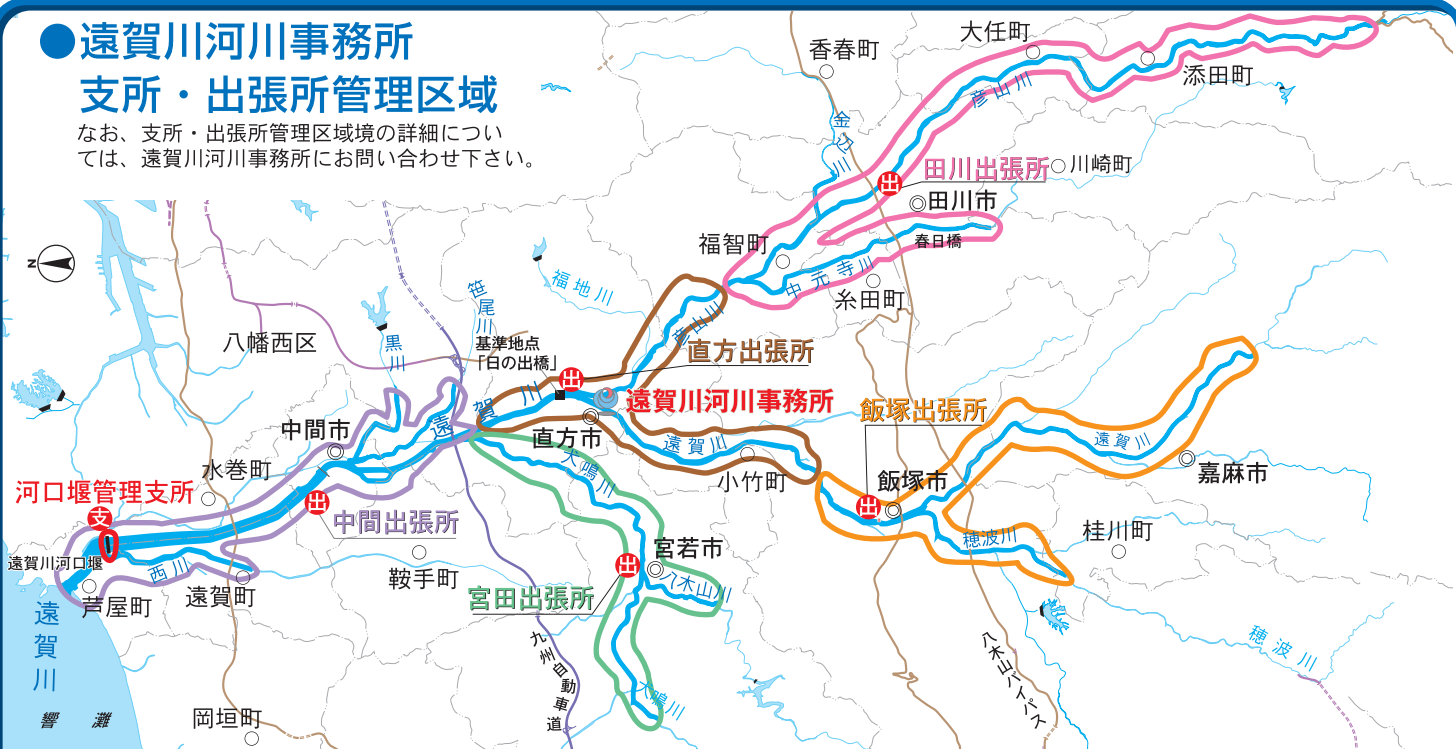 ●遠賀川河川事務所
支所・出張所管理区域
なお、支所・出張所管理区域境の詳細につい
ては、遠賀川河川事務所にお問い合わせ下さい。
大任町
香春町
添田町
彦山川
金辺川
田川出張所
川崎町
出
田川市
福智町
春日橋
中元寺川
糸田町
N
福地川
笹尾川
彦山川
基準地点
「日の出橋」
八幡西区
黒川
直方出張所
出
遠賀川河川事務所
遠賀川
直方市
遠賀川
小竹町
飯塚出張所
出
飯塚市
遠賀川
嘉麻市
穂波川
桂川町
中間市
水巻町
河口堰管理支所
支
出
中間出張所
遠賀川河口堰
西川
芦屋町
遠賀町
鞍手町
犬鳴川
出
宮若市
八木山川
宮田出張所
犬鳴川
九州自動車道
八木山バイパス
穂波川
遠賀川
響灘
岡垣町